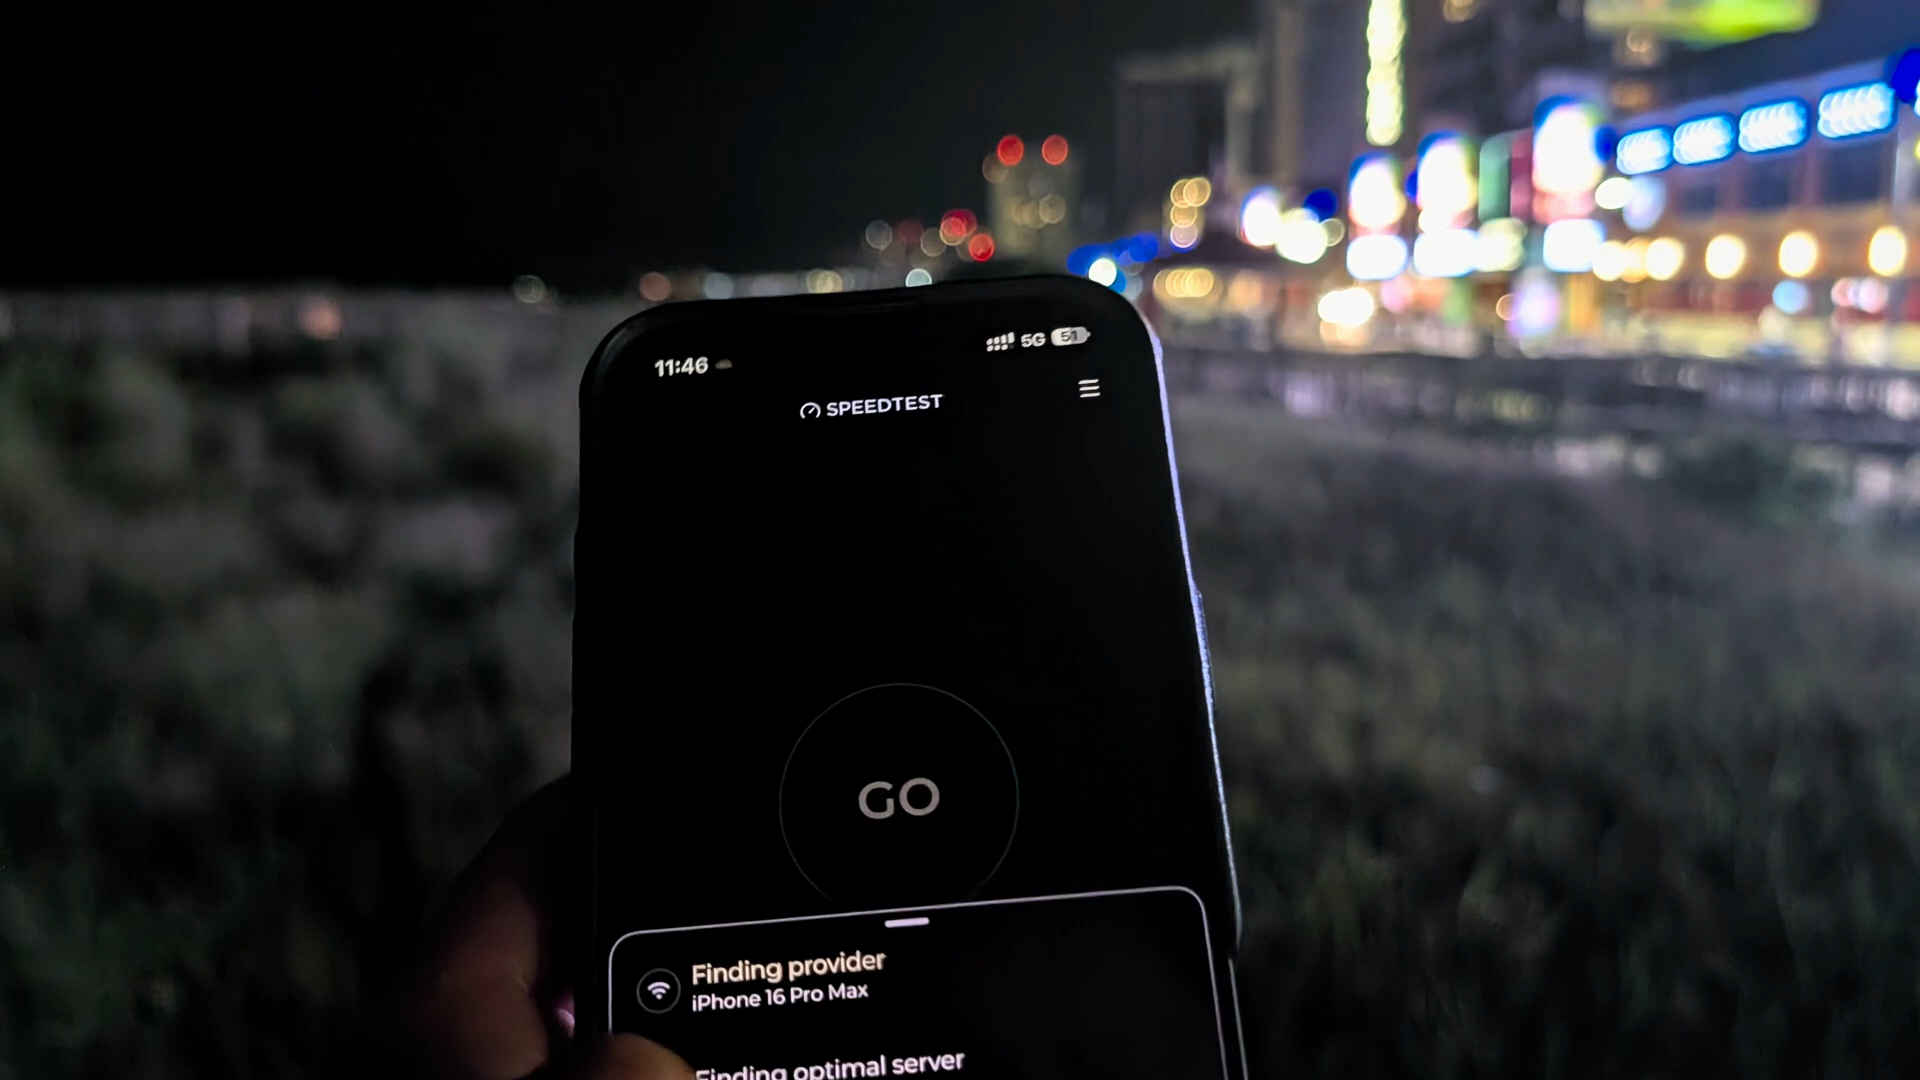 11:46
5G 51
SPEEDTEST
GO
Finding provider
iPhone 16 Pro Max
Finding optimal server